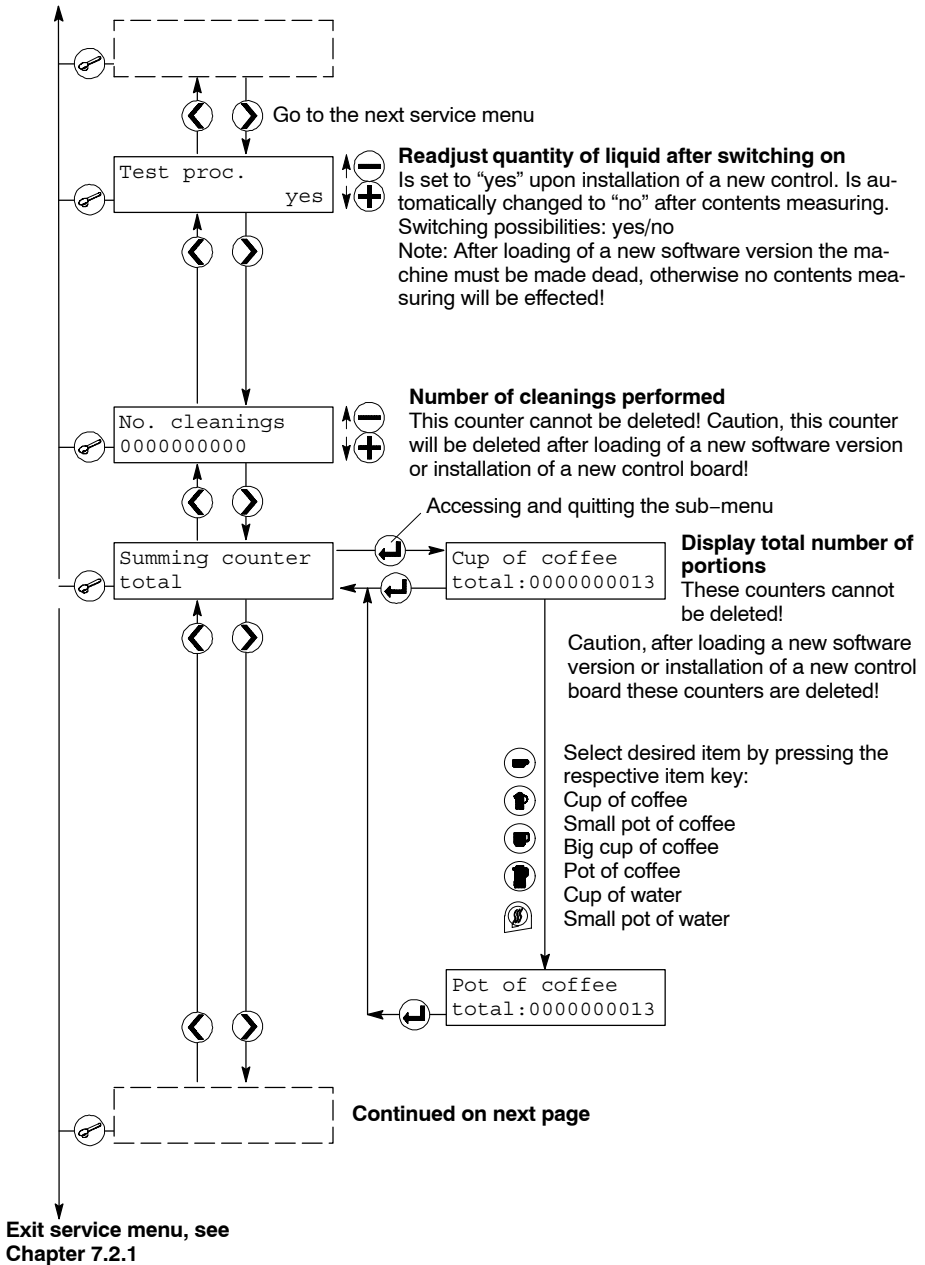 Go to the next service menu
Test proc.
yes
Readjust quantity of liquid after switching on
Is set to “yes” upon installation of a new control. Is au-
tomatically changed to “no” after contents measuring.
Switching possibilities: yes/no
Note: After loading of a new software version the ma-
chine must be made dead, otherwise no contents mea-
suring will be effected!
No. cleanings
0000000000
Number of cleanings performed
This counter cannot be deleted! Caution, this counter
will be deleted after loading of a new software version
or installation of a new control board!
Accessing and quitting the sub−menu
Summing counter
total
Cup of coffee
total:0000000013
Display total number of
portions
These counters cannot
be deleted!
Caution, after loading a new software
version or installation of a new control
board these counters are deleted!
Select desired item by pressing the
respective item key:
Cup of coffee
Small pot of coffee
Big cup of coffee
Pot of coffee
Cup of water
Small pot of water
Pot of coffee
total:0000000013
Continued on next page
Exit service menu, see
Chapter 7.2.1